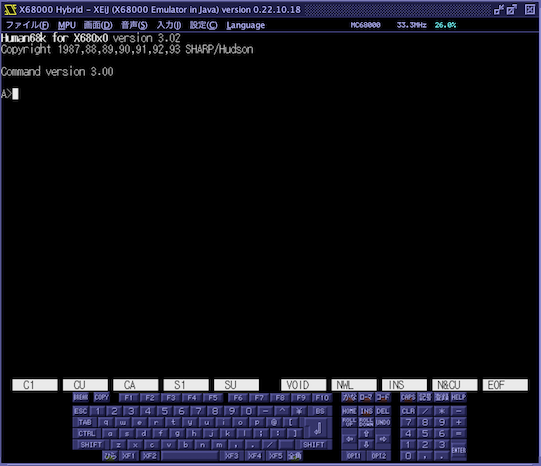 X68000 Hybrid - XEiJ (X68000 Emulator in Java) version 0.22.10.18
ファイル(F) MPU 画面(D) 音声(S) 入力(I) 設定(C) Language MC68000 33.3MHz 26.0%
Human68k for X680x0 version 3.02
Copyright 1987,88,89,90,91,92,93 SHARP/Hudson
Command version 3.00
A>
C1 CU CA S1 SU VOID NWL INS N&CU EOF
BREAK COPY F1 F2 F3 F4 F5 F6 F7 F8 F9 F10 かな ローマ コード CAPS 記号 登録 HELP
ESC 1 2 3 4 5 6 7 8 9 0 - ^ ¥ BS HOME INS DEL CLR / * -
TAB q w e r t y u i o p @ [ ROLL UP ROLL DOWN UNDO 7 8 9 +
CTRL a s d f g h j k l ; : ] ⇦ ⇧ ⇨ 4 5 6 =
SHIFT z x c v b n m , . / SHIFT ⇩ 1 2 3 ENTER
ひら XF1 XF2 XF3 XF4 XF5 全角 OPT1 OPT2 0 , .